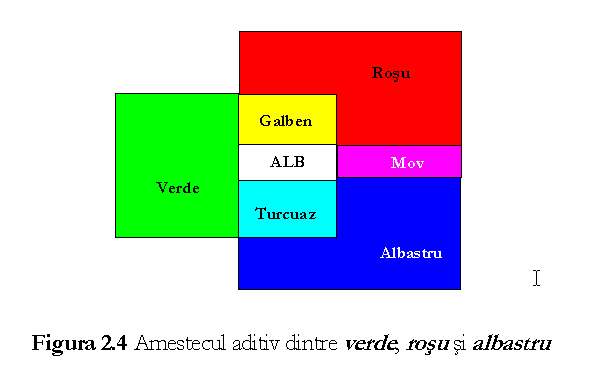 Roşu
Galben
ALB
Mov
Verde
Turcuaz
Albastru
Figura 2.4 Amestecul aditiv dintre verde, roşu şi albastru